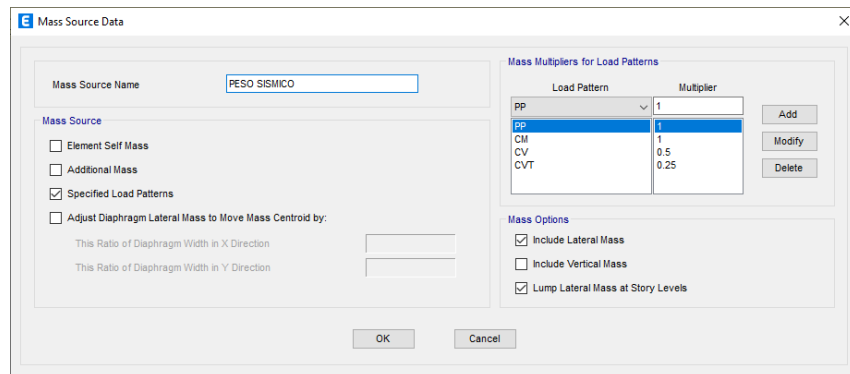 E Mass Source Data
Mass Source Name
PESO SISMICO
Mass Source
Element Self Mass
Additional Mass
Specified Load Patterns
Adjust Diaphragm Lateral Mass to Move Mass Centroid by:
This Ratio of Diaphragm Width in X Direction
This Ratio of Diaphragm Width in Y Direction
Mass Multipliers for Load Patterns
Load Pattern Multiplier
PP 1
PP 1
CM 1
CV 0.5
CVT 0.25
Add
Modify
Delete
Mass Options
Include Lateral Mass
Include Vertical Mass
Lump Lateral Mass at Story Levels
OK Cancel